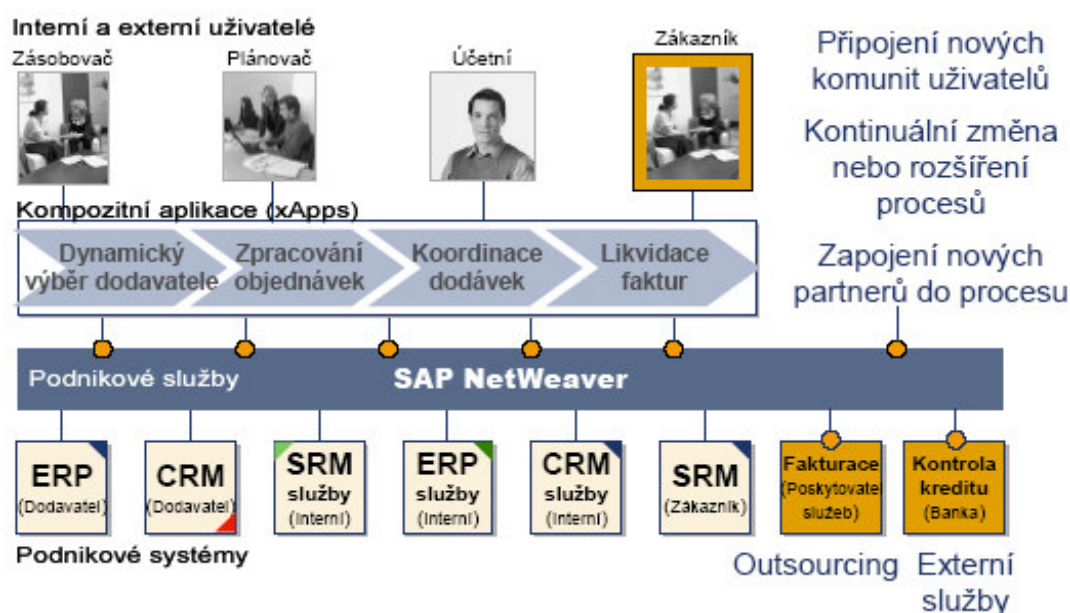 Interní a externí uživatelé
Zásobovač
Plánovač
Účetní
Zákazník
Připojení nových
komunit uživatelů
Kontinuální změna
nebo rozšíření
procesů
Zapojení nových
partnerů do procesu
Kompozitní aplikace (xApps)
Dynamický
výběr dodavatele
Zpracování
objednávek
Koordinace
dodávek
Likvidace
faktur
Podnikové služby
SAP NetWeaver
ERP
(Dodavatel)
CRM
(Dodavatel)
SRM
služby
(Interní)
ERP
služby
(Interní)
CRM
služby
(Interní)
SRM
(Zákazník)
Fakturace
(Poskytovatel
služeb)
Kontrola
kreditu
(Banka)
Podnikové systémy
Outsourcing
Externí
služby